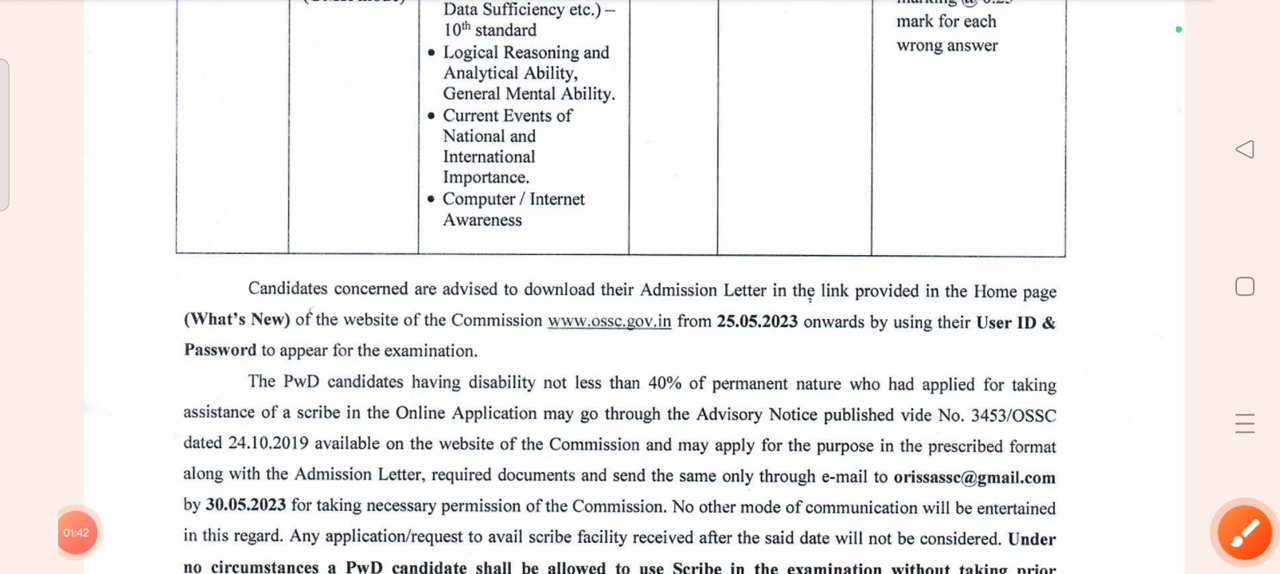 Data Sufficiency etc.) –
10th standard
• Logical Reasoning and
Analytical Ability,
General Mental Ability.
• Current Events of
National and
International
Importance.
• Computer / Internet
Awareness
mark for each
wrong answer
Candidates concerned are advised to download their Admission Letter in the link provided in the Home page
(What's New) of the website of the Commission www.ossc.gov.in from 25.05.2023 onwards by using their User ID &
Password to appear for the examination.
The PwD candidates having disability not less than 40% of permanent nature who had applied for taking
assistance of a scribe in the Online Application may go through the Advisory Notice published vide No. 3453/OSSC
dated 24.10.2019 available on the website of the Commission and may apply for the purpose in the prescribed format
along with the Admission Letter, required documents and send the same only through e-mail to orissassc@gmail.com
by 30.05.2023 for taking necessary permission of the Commission. No other mode of communication will be entertained
in this regard. Any application/request to avail scribe facility received after the said date will not be considered. Under
no circumstances a PwD candidate shall be allowed to use Scribe in the examination without taking prior
01:42